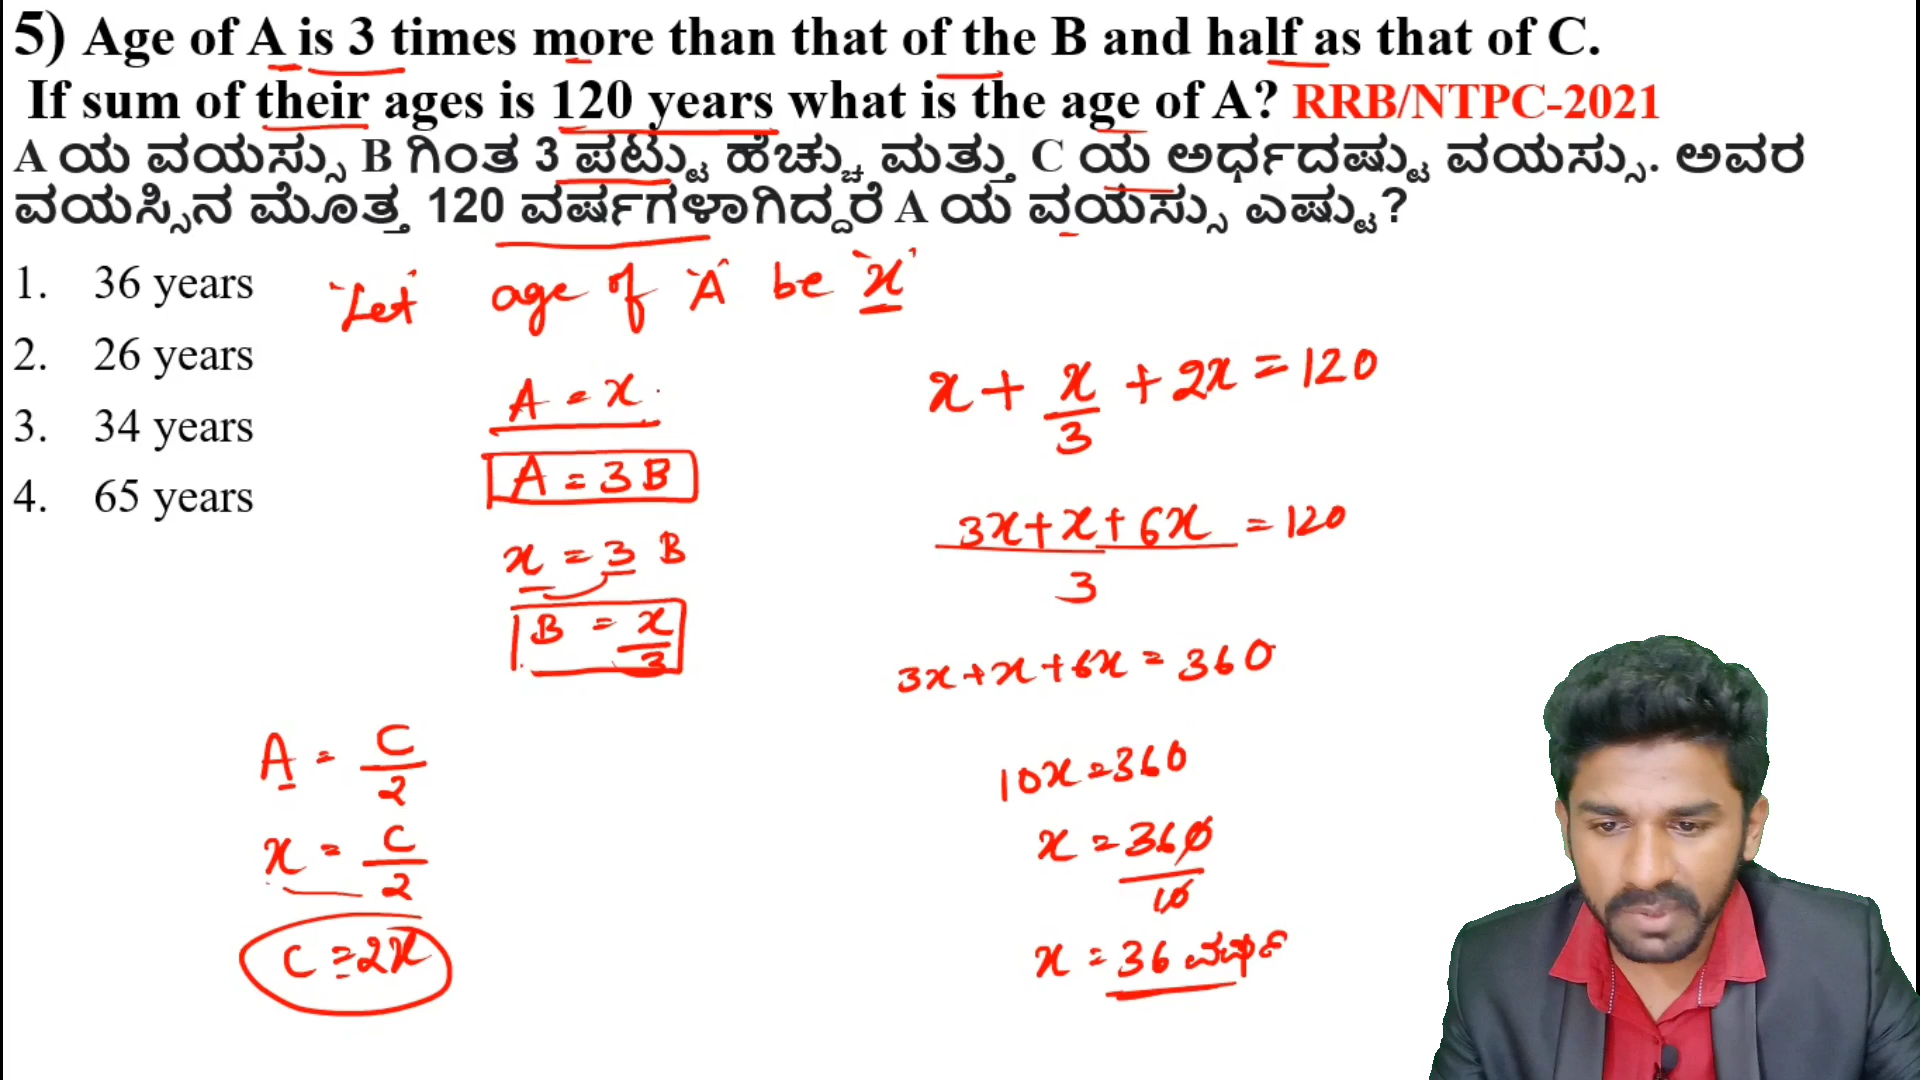 5) Age of A is 3 times more than that of the B and half as that of C.
If sum of their ages is 120 years what is the age of A? RRB/NTPC-2021
A ಯ ವಯಸ್ಸು B ಗಿಂತ 3 ಪಟ್ಟು ಹೆಚ್ಚು ಮತ್ತು C ಯ ಅರ್ಧದಷ್ಟು ವಯಸ್ಸು. ಅವರ
ವಯಸ್ಸಿನ ಮೊತ್ತ 120 ವರ್ಷಗಳಾಗಿದ್ದರೆ A ಯ ವಯಸ್ಸು ಎಷ್ಟು?
1. 36 years
2. 26 years
3. 34 years
4. 65 years
"Let" age of "A" be 'x'
A = x
A = 3B
x = 3 B
B = x/3
A = C/2
x = C/2
C = 2x
x + x/3 + 2x = 120
3x+x+6x/3 = 120
3x+x+6x = 360
10x = 360
x = 360/10
x = 36 ವರ್ಷ